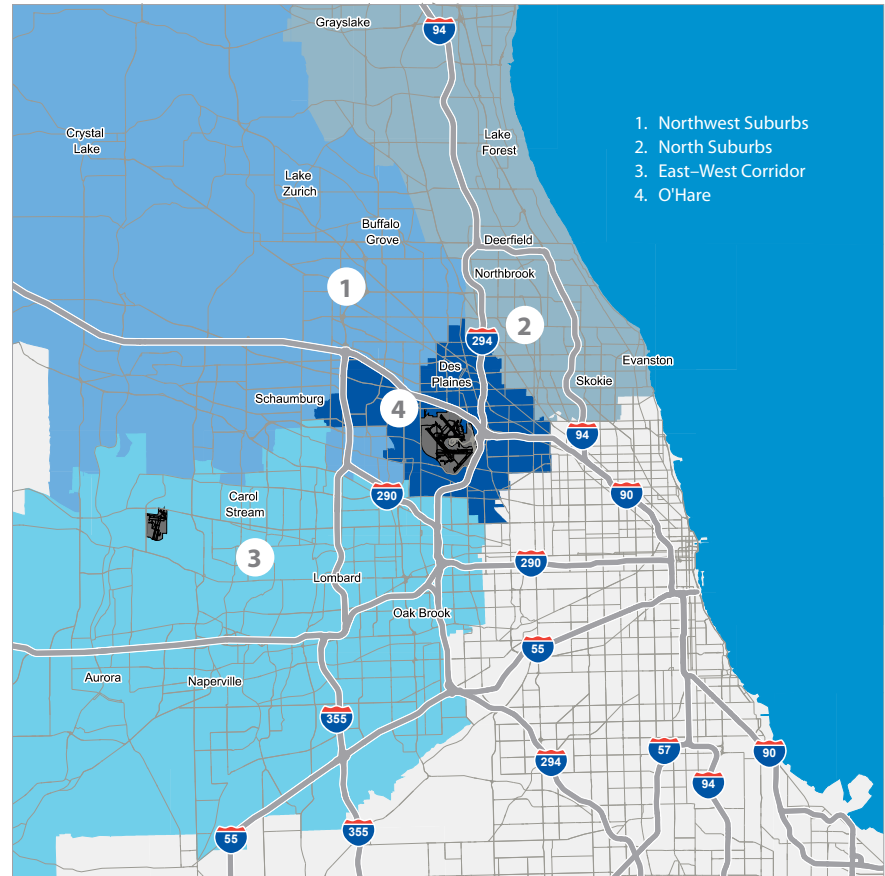 Grayslake
94
1. Northwest Suburbs
2. North Suburbs
3. East–West Corridor
4. O'Hare
Crystal
Lake
Lake
Forest
Lake
Zurich
Buffalo
Grove
Deerfield
Northbrook
1
2
294
Evanston
Des
Plaines
Skokie
Schaumburg
4
94
290
90
Carol
Stream
3
290
Lombard
Oak Brook
55
Aurora
Naperville
355
57
90
294
94
55
355